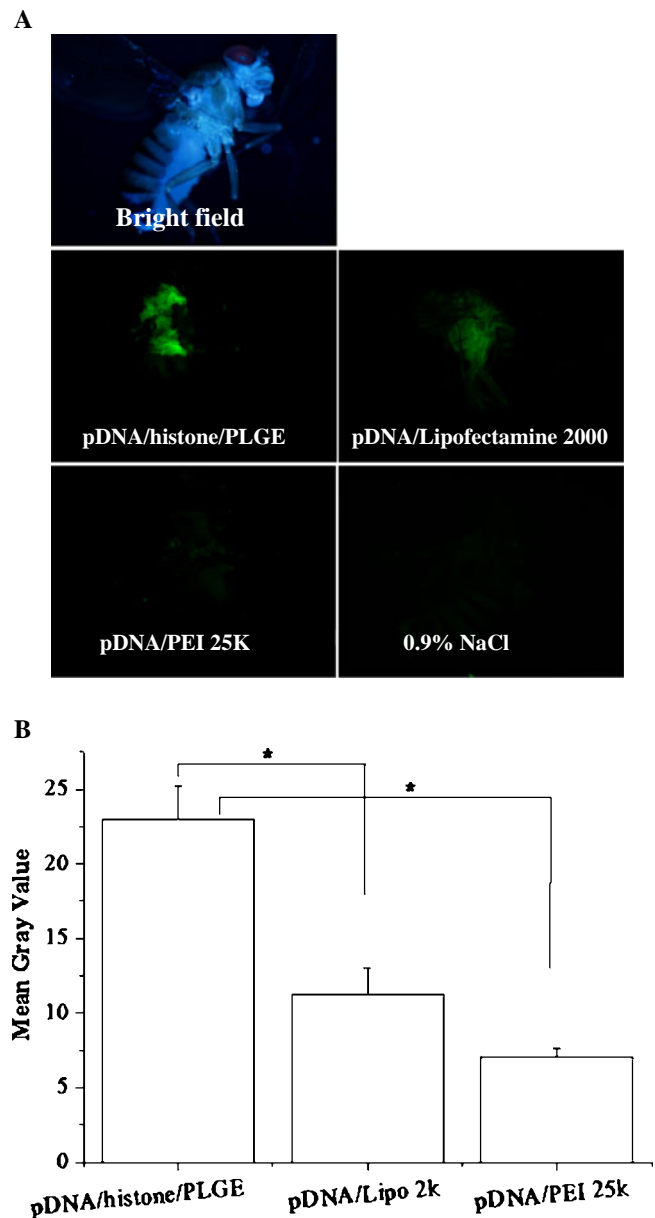 A
Bright field
pDNA/histone/PLGE
pDNA/Lipofectamine 2000
pDNA/PEI 25K
0.9% NaCl
B
*
*
25
20
15
10
5
0
Mean Gray Value
pDNA/histone/PLGE
pDNA/Lipo 2k
pDNA/PEI 25k